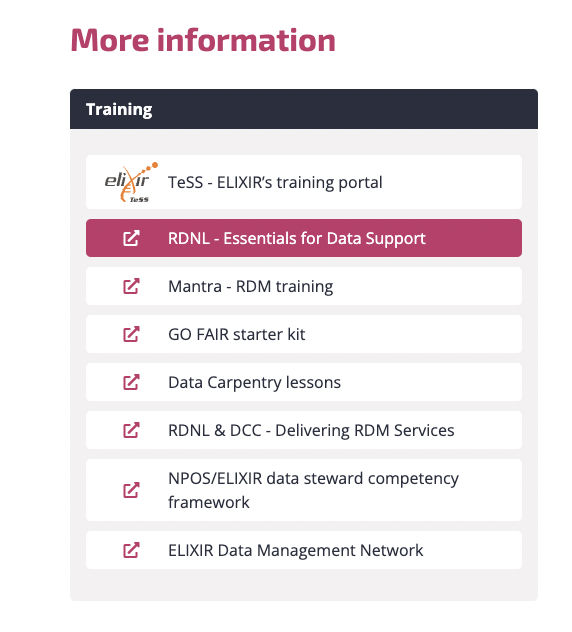 More information
Training
elixir
TeSS
TeSS - ELIXIR's training portal
RDNL - Essentials for Data Support
Mantra - RDM training
GO FAIR starter kit
Data Carpentry lessons
RDNL & DCC - Delivering RDM Services
NPOS/ELIXIR data steward competency
framework
ELIXIR Data Management Network